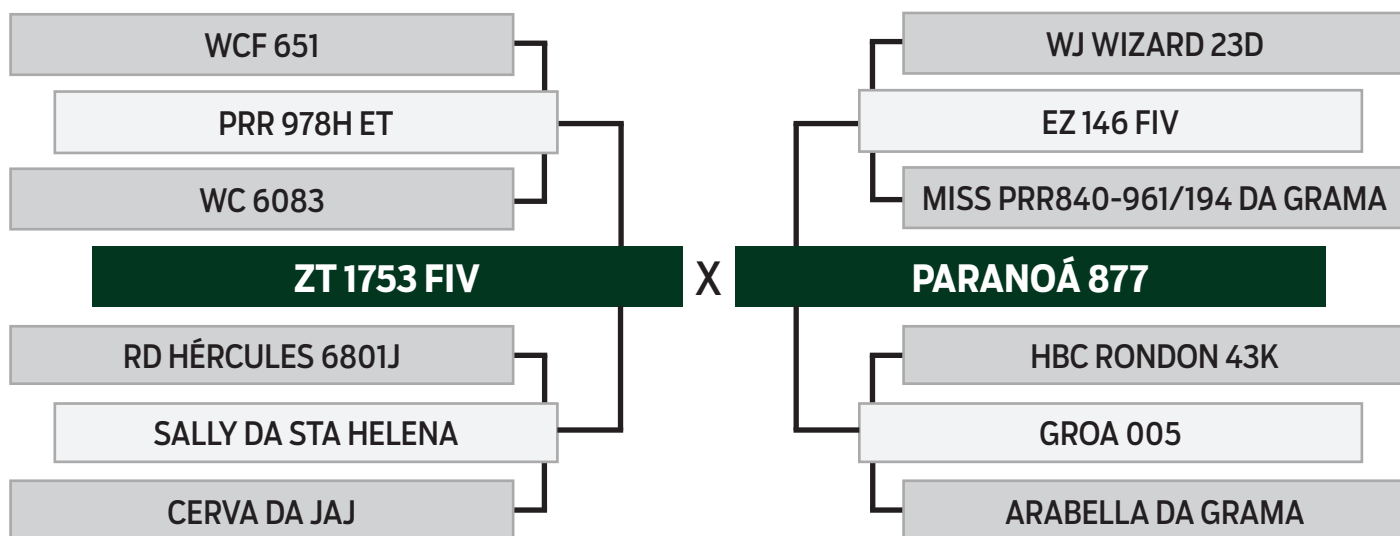 WCF 651
PRR 978H ET
WC 6083
ZT 1753 FIV
RD HÉRCULES 6801J
SALLY DA STA HELENA
CERVA DA JAJ
X
WJ WIZARD 23D
EZ 146 FIV
MISS PRR840-961/194 DA GRAMA
PARANOÁ 877
HBC RONDON 43K
GROA 005
ARABELLA DA GRAMA